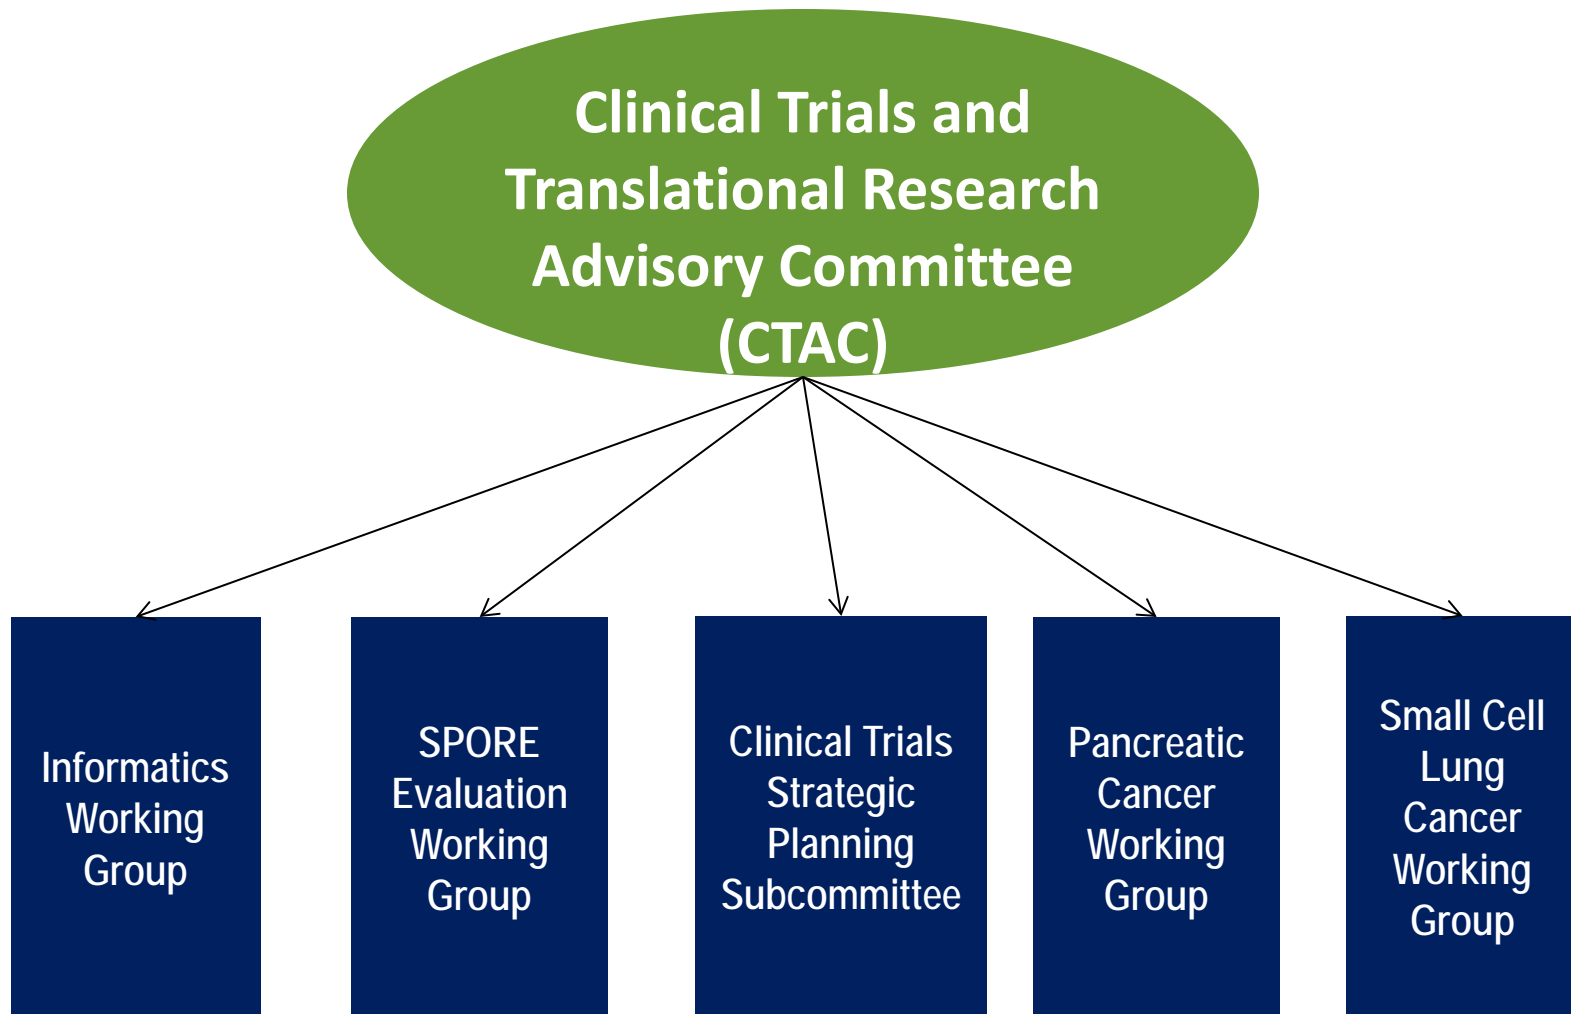 Clinical Trials and
Translational Research
Advisory Committee
(CTAC)
Informatics
Working
Group
SPORE
Evaluation
Working
Group
Clinical Trials
Strategic
Planning
Subcommittee
Pancreatic
Cancer
Working
Group
Small Cell
Lung
Cancer
Working
Group